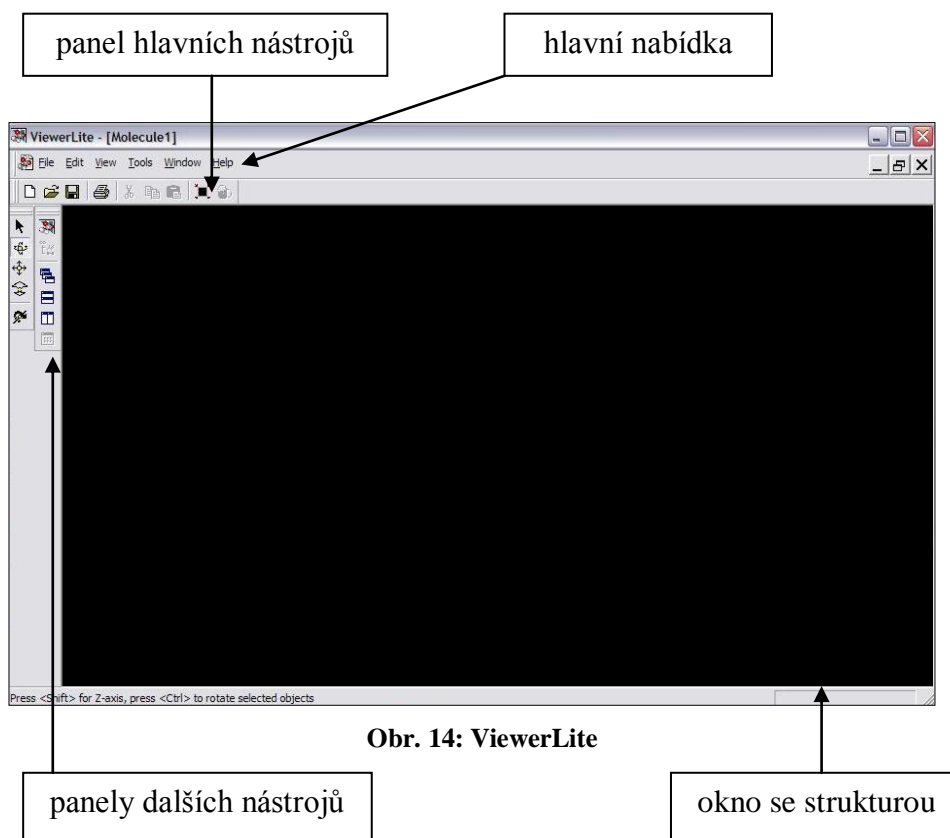 panel hlavních nástrojů
hlavní nabídka
ViewerLite - [Molecule1]
File Edit View Tools Window Help
Press <Shift> for Z-axis, press <Ctrl> to rotate selected objects
Obr. 14: ViewerLite
panely dalších nástrojů
okno se strukturou